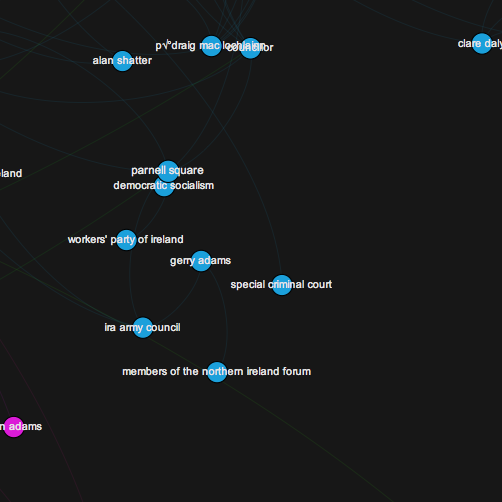 p√°draig mac lochlainn
councillor
clare daly
alan shatter
parnell square
eland
democratic socialism
workers' party of ireland
gerry adams
special criminal court
ira army council
members of the northern ireland forum
n adams